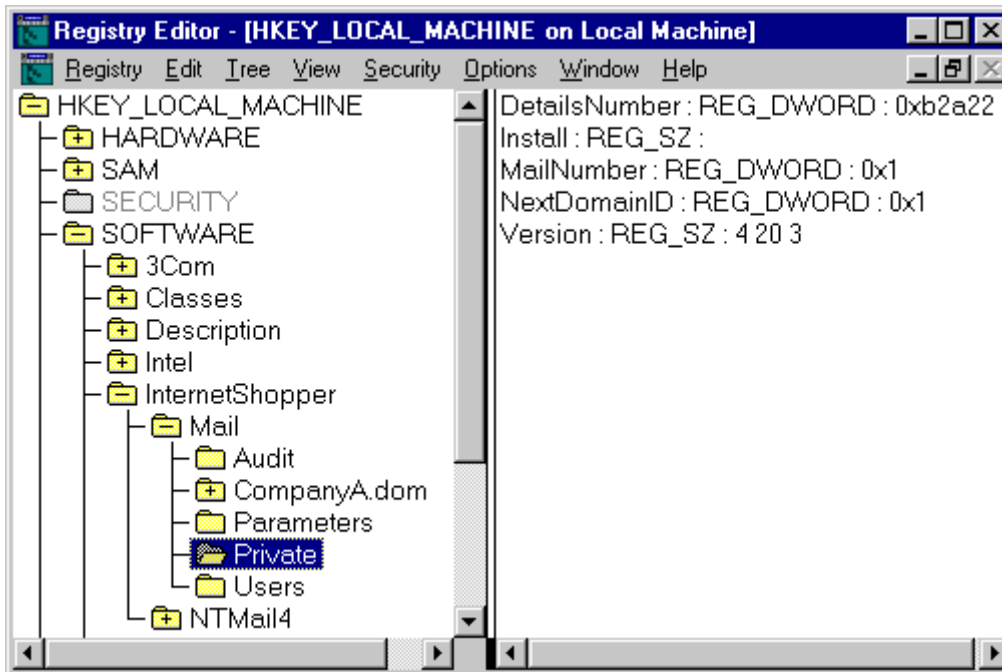 Registry Editor - [HKEY_LOCAL_MACHINE on Local Machine]
Registry Edit Tree View Security Options Window Help
HKEY_LOCAL_MACHINE
HARDWARE
SAM
SECURITY
SOFTWARE
3Com
Classes
Description
Intel
InternetShopper
Mail
Audit
CompanyA.dom
Parameters
Private
Users
NTMail4
DetailsNumber : REG_DWORD : 0xb2a22
Install : REG_SZ :
MailNumber : REG_DWORD : 0x1
NextDomainID : REG_DWORD : 0x1
Version : REG_SZ : 4 20 3